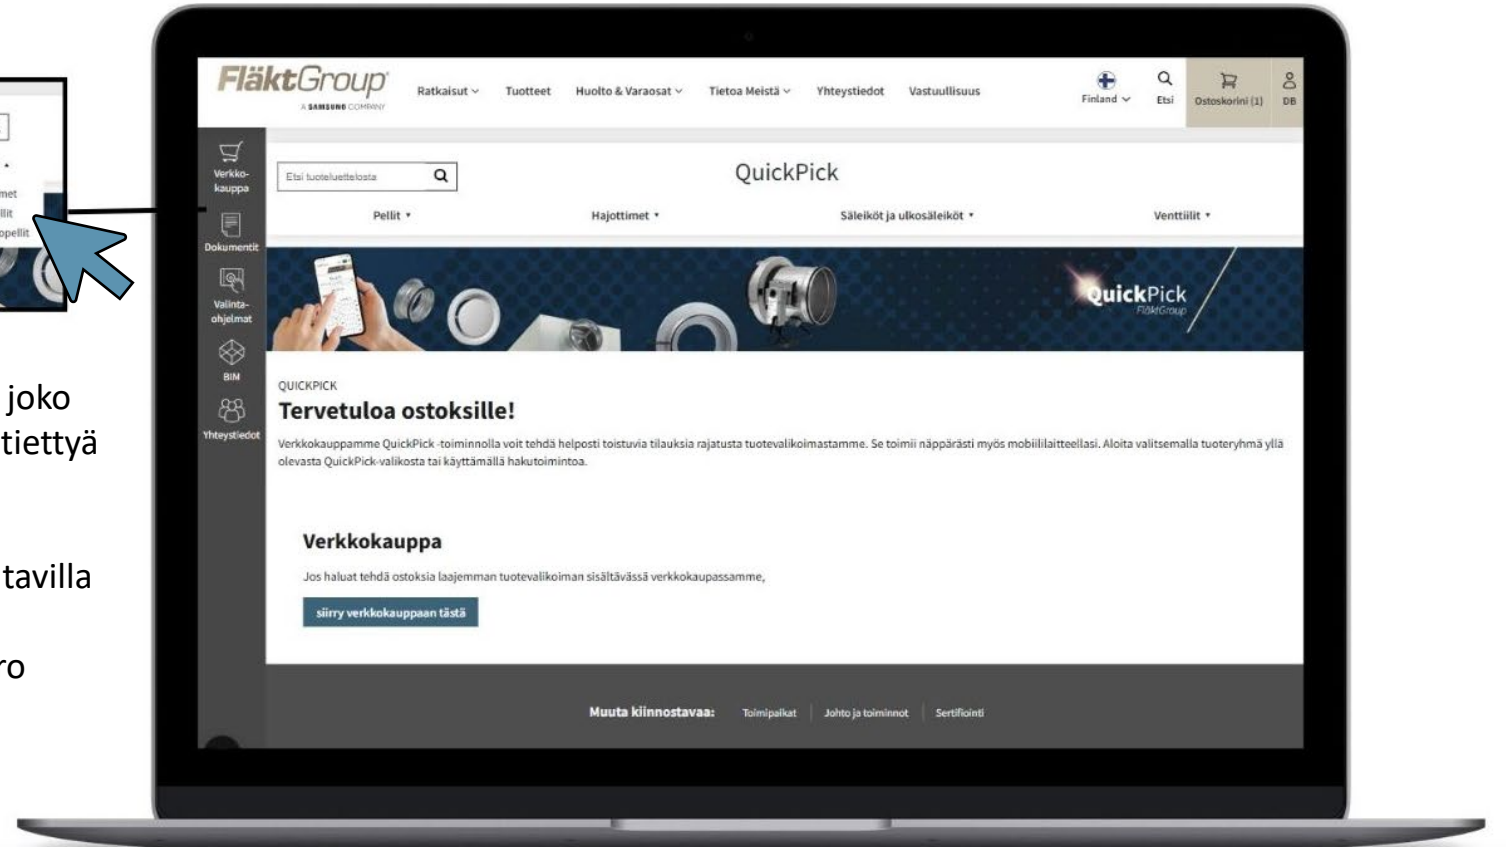 FläktGroup
A SAMSUNG COMPANY
Ratkaisut
Tuotteet
Huolto & Varaosat
Tietoa Meistä
Yhteystiedot
Vastuullisuus
Finland
Etsi
Ostoskorini (1)
DB
Verkko-
kauppa
Dokumentit
Valinta-
ohjelmat
BIM
Yhteystiedot
Etsi tuoteluettelosta
QuickPick
Pellit
Hajottimet
Säleiköt ja ulkosäleiköt
Venttiilit
QuickPick
FläktGroup
QUICKPICK
Tervetuloa ostoksille!
Verkkokauppamme QuickPick -toiminnolla voit tehdä helposti toistuvia tilauksia rajatusta tuotevalikoimastamme. Se toimii näppärästi myös mobiililaitteellasi. Aloita valitsemalla tuoteryhmä yllä
olevasta QuickPick-valikosta tai käyttämällä hakutoimintoa.
Verkkokauppa
Jos haluat tehdä ostoksia laajemman tuotevalikoiman sisältävässä verkkokaupassamme,
siirry verkkokauppaan tästä
Muuta kiinnostavaa:
Toimipaikat
Johto ja toiminnot
Sertifiointi
met
llit
opellit
joko
tiettyä
tavilla
ro